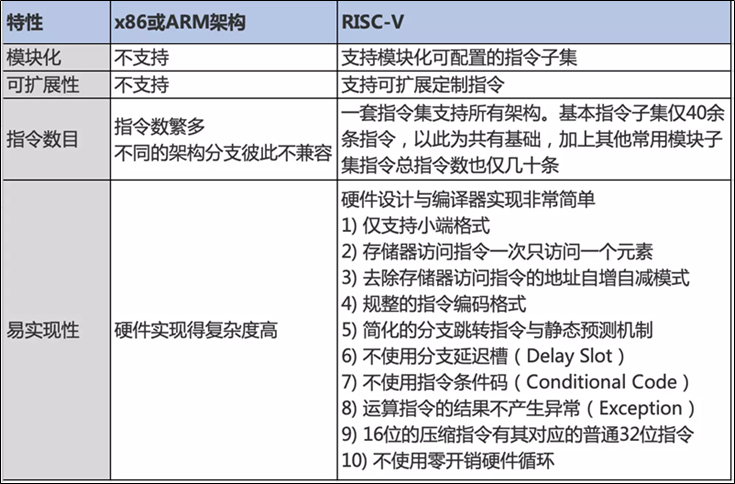 特性 x86或ARM架构 RISC-V
模块化 不支持 支持模块化可配置的指令子集
可扩展性 不支持 支持可扩展定制指令
指令数目
指令数繁多
不同的架构分支彼此不兼容
一套指令集支持所有架构。基本指令子集仅40余
条指令，以此为共有基础，加上其他常用模块子
集指令总指令数也仅几十条
易实现性
硬件实现得复杂度高
硬件设计与编译器实现非常简单
1) 仅支持小端格式
2) 存储器访问指令一次只访问一个元素
3) 去除存储器访问指令的地址自增自减模式
4) 规整的指令编码格式
5) 简化的分支跳转指令与静态预测机制
6) 不使用分支延迟槽（Delay Slot）
7) 不使用指令条件码（Conditional Code）
8) 运算指令的结果不产生异常（Exception）
9) 16位的压缩指令有其对应的普通32位指令
10) 不使用零开销硬件循环